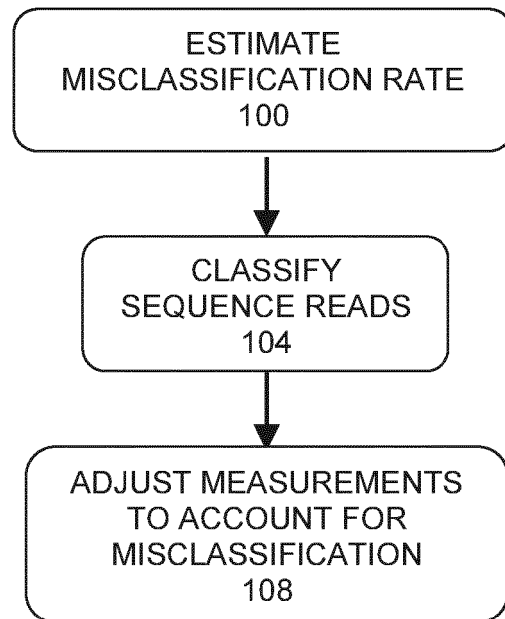 ESTIMATE
MISCLASSIFICATION RATE
100
CLASSIFY
SEQUENCE READS
104
ADJUST MEASUREMENTS
TO ACCOUNT FOR
MISCLASSIFICATION
108